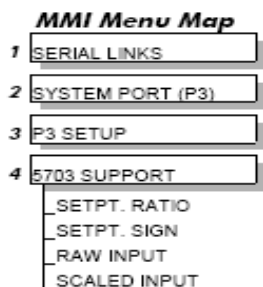 MMI Menu Map
1 SERIAL LINKS
2 SYSTEM PORT (P3)
3 P3 SETUP
4 5703 SUPPORT
SETPT. RATIO
SETPT. SIGN
RAW INPUT
SCALED INPUT